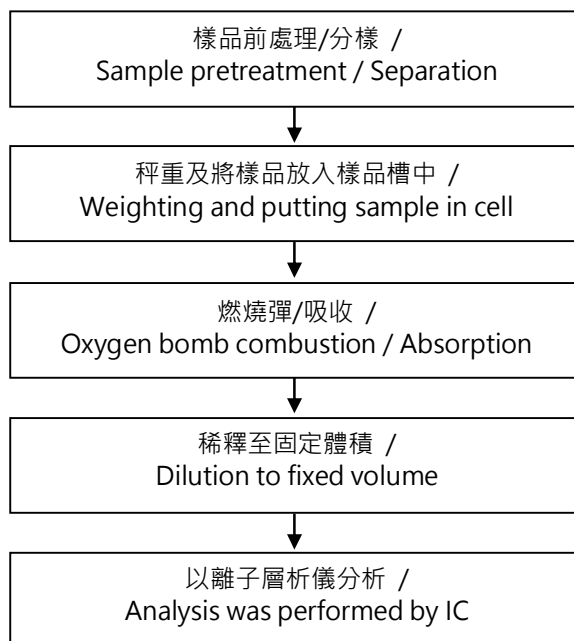 樣品前處理/分樣 /
Sample pretreatment / Separation
秤重及將樣品放入樣品槽中 /
Weighting and putting sample in cell
燃燒彈/吸收 /
Oxygen bomb combustion / Absorption
稀釋至固定體積 /
Dilution to fixed volume
以離子層析儀分析 /
Analysis was performed by IC